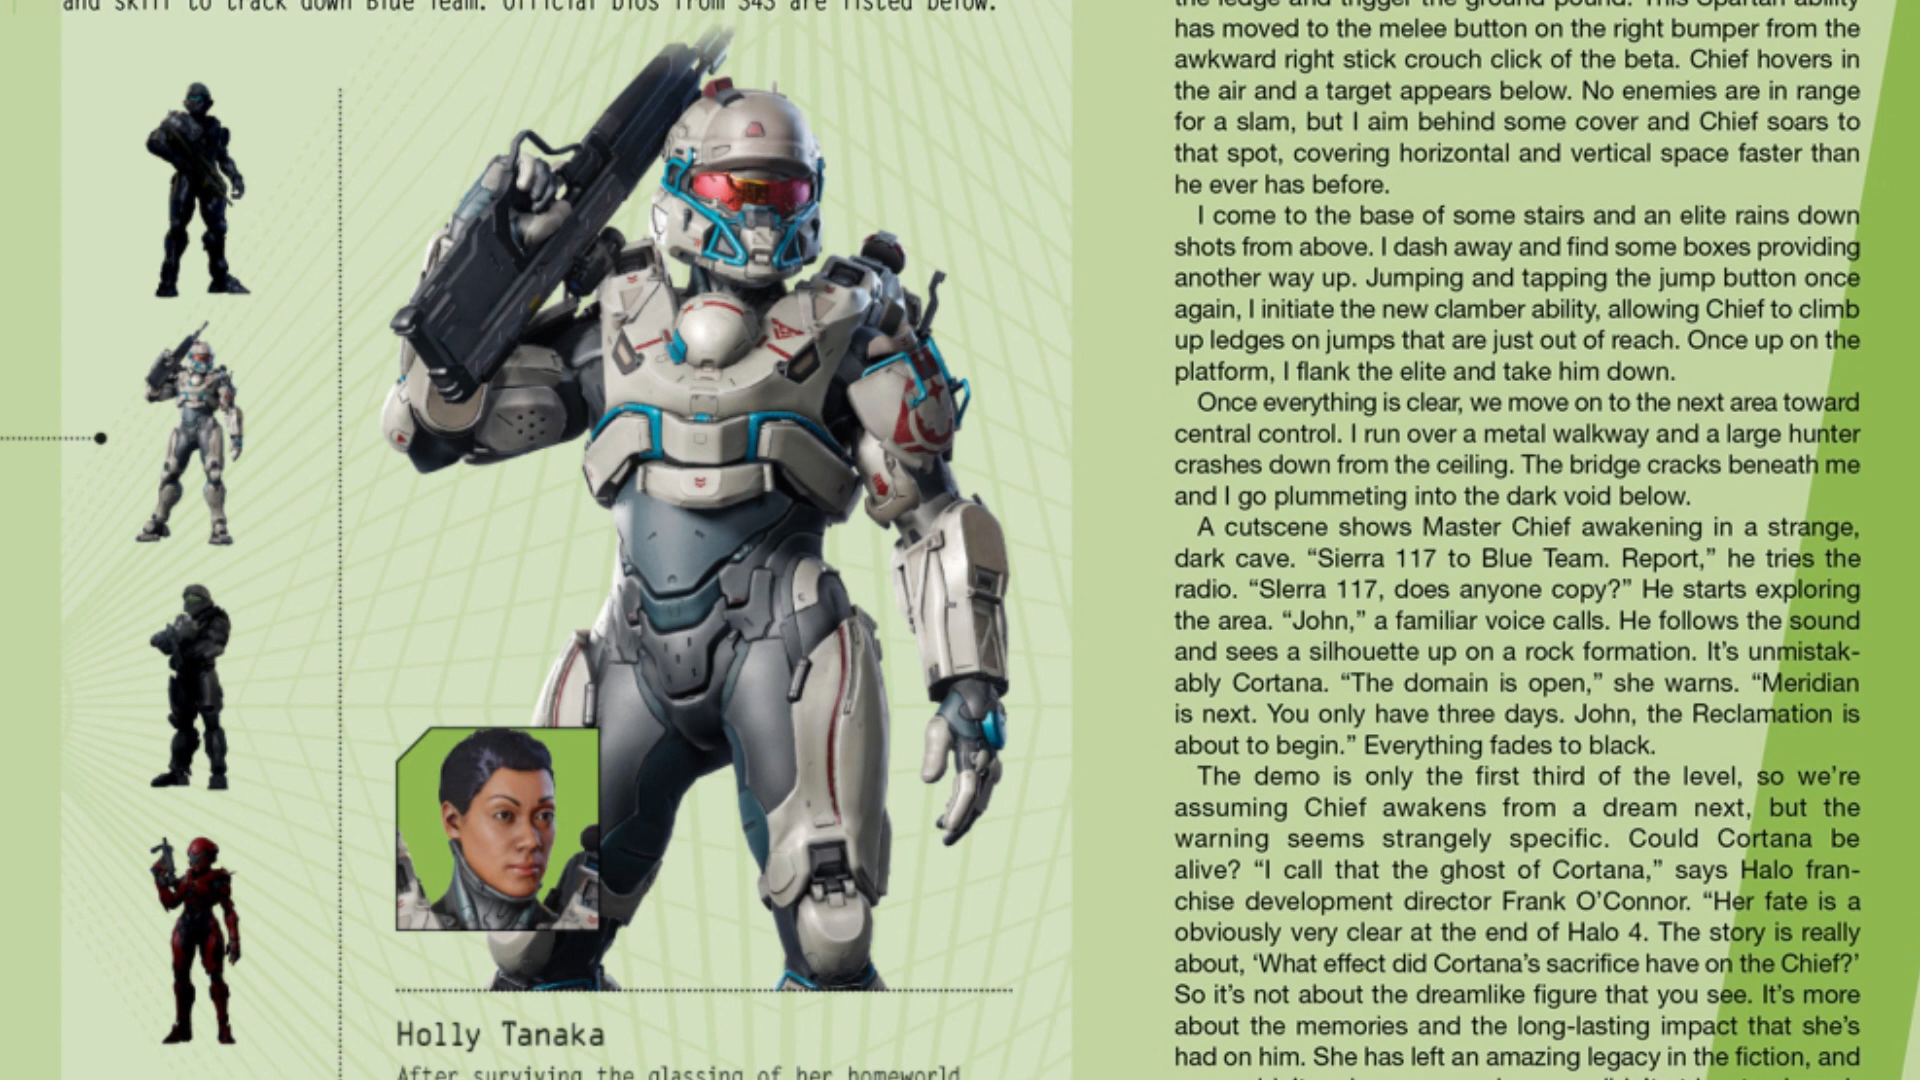 and skill to track down Blue Team. Official bios from 343 are listed below.
Holly Tanaka
After surviving the glassing of her homeworld
the ledge and trigger the ground pound. This Spartan ability
has moved to the melee button on the right bumper from the
awkward right stick crouch click of the beta. Chief hovers in
the air and a target appears below. No enemies are in range
for a slam, but I aim behind some cover and Chief soars to
that spot, covering horizontal and vertical space faster than
he ever has before.
I come to the base of some stairs and an elite rains down
shots from above. I dash away and find some boxes providing
another way up. Jumping and tapping the jump button once
again, I initiate the new clamber ability, allowing Chief to climb
up ledges on jumps that are just out of reach. Once up on the
platform, I flank the elite and take him down.
Once everything is clear, we move on to the next area toward
central control. I run over a metal walkway and a large hunter
crashes down from the ceiling. The bridge cracks beneath me
and I go plummeting into the dark void below.
A cutscene shows Master Chief awakening in a strange,
dark cave. “Sierra 117 to Blue Team. Report,” he tries the
radio. “SIerra 117, does anyone copy?” He starts exploring
the area. “John,” a familiar voice calls. He follows the sound
and sees a silhouette up on a rock formation. It’s unmistak-
ably Cortana. “The domain is open,” she warns. “Meridian
is next. You only have three days. John, the Reclamation is
about to begin.” Everything fades to black.
The demo is only the first third of the level, so we’re
assuming Chief awakens from a dream next, but the
warning seems strangely specific. Could Cortana be
alive? “I call that the ghost of Cortana,” says Halo fran-
chise development director Frank O’Connor. “Her fate is a
obviously very clear at the end of Halo 4. The story is really
about, ‘What effect did Cortana’s sacrifice have on the Chief?’
So it’s not about the dreamlike figure that you see. It’s more
about the memories and the long-lasting impact that she’s
had on him. She has left an amazing legacy in the fiction, and